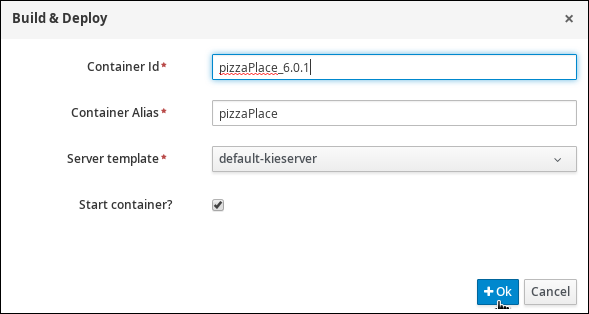 Build & Deploy ×
Container Id* pizzaPlace_6.0.1
Container Alias* pizzaPlace
Server template* default-kieserver
Start container?
+Ok Cancel